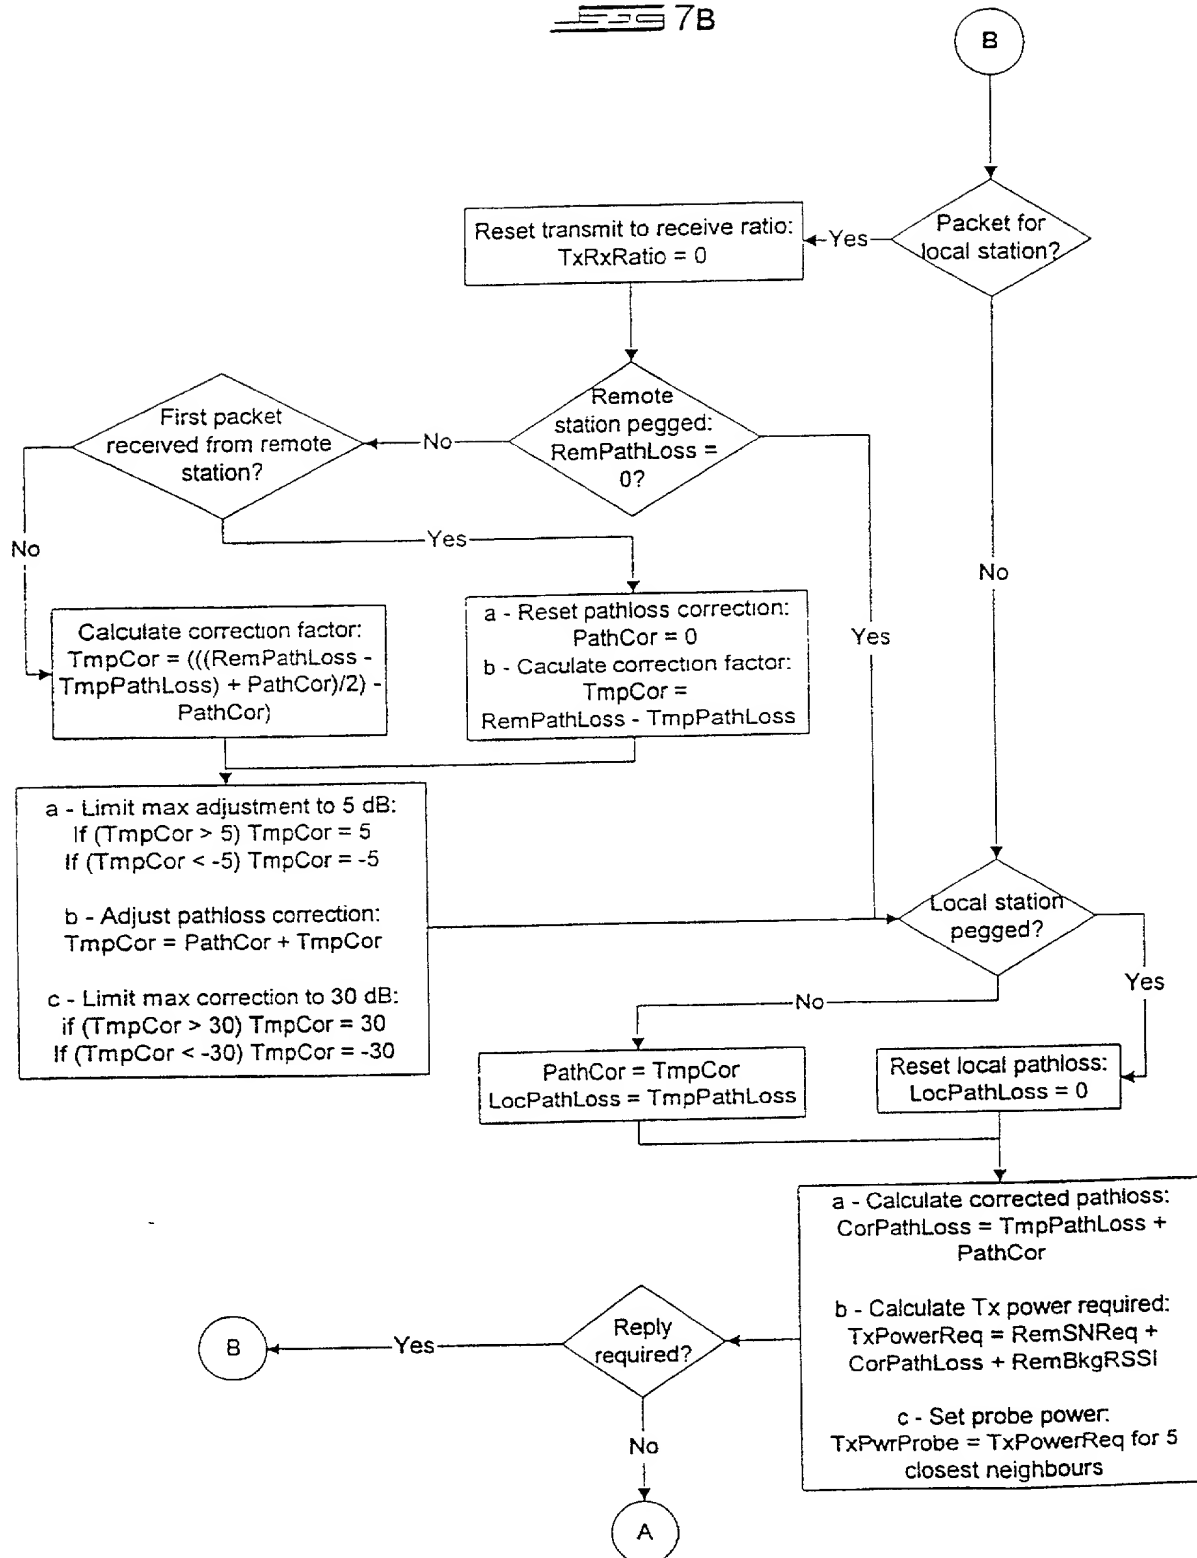 7B
B
Packet for
local station?
Yes
Reset transmit to receive ratio:
TxRxRatio = 0
Remote
station pegged:
RemPathLoss =
0?
No
First packet
received from remote
station?
No
Yes
Yes
No
Calculate correction factor:
TmpCor = (((RemPathLoss -
TmpPathLoss) + PathCor)/2) -
PathCor)
a - Reset pathloss correction:
PathCor = 0
b - Caculate correction factor:
TmpCor =
RemPathLoss - TmpPathLoss
a - Limit max adjustment to 5 dB:
If (TmpCor > 5) TmpCor = 5
If (TmpCor < -5) TmpCor = -5
b - Adjust pathloss correction:
TmpCor = PathCor + TmpCor
c - Limit max correction to 30 dB:
if (TmpCor > 30) TmpCor = 30
If (TmpCor < -30) TmpCor = -30
Local station
pegged?
No
Yes
PathCor = TmpCor
LocPathLoss = TmpPathLoss
Reset local pathloss:
LocPathLoss = 0
a - Calculate corrected pathloss:
CorPathLoss = TmpPathLoss +
PathCor
b - Calculate Tx power required:
TxPowerReq = RemSNReq +
CorPathLoss + RemBkgRSSI
c - Set probe power:
TxPwrProbe = TxPowerReq for 5
closest neighbours
Reply
required?
Yes
B
No
A